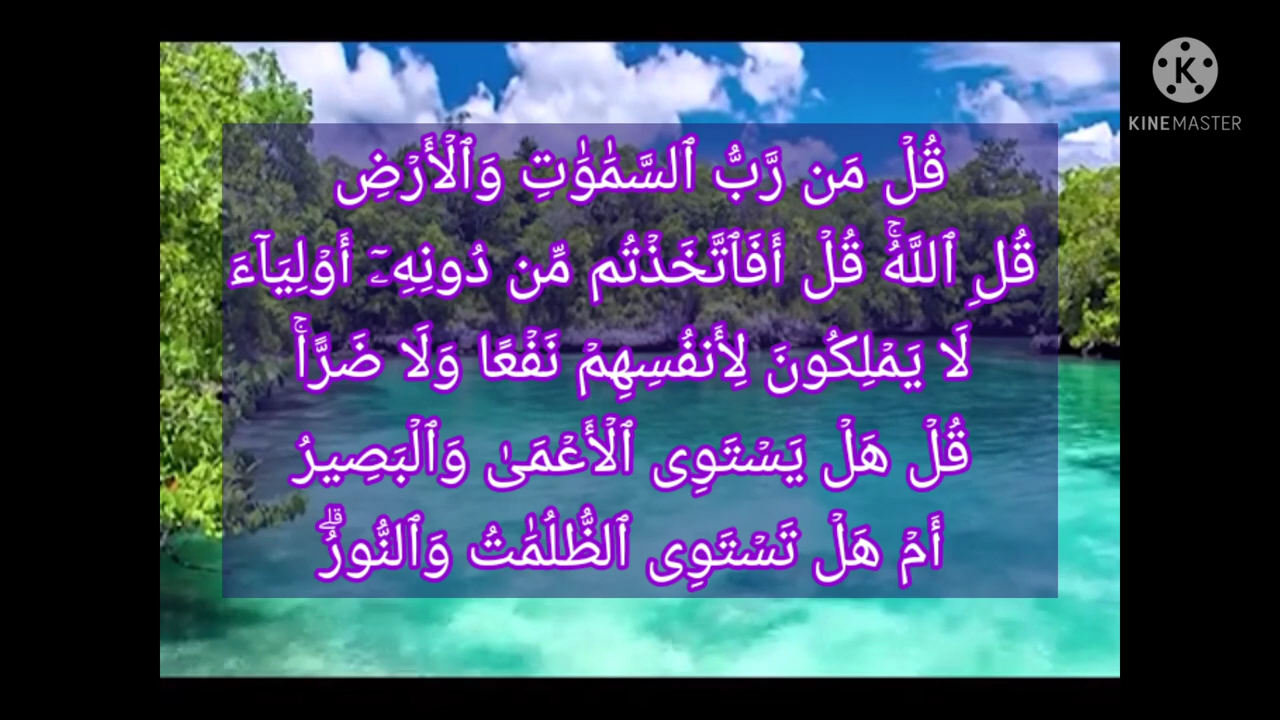 قُلۡ مَن رَّبُّ ٱلسَّمَٰوَٰتِ وَٱلۡأَرۡضِ
قُلِ ٱللَّهُۚ قُلۡ أَفَٱتَّخَذۡتُم مِّن دُونِهِۦٓ أَوۡلِيَآءَ
لَا يَمۡلِكُونَ لِأَنفُسِهِمۡ نَفۡعًا وَلَا ضَرًّاۚ
قُلۡ هَلۡ يَسۡتَوِى ٱلۡأَعۡمَىٰ وَٱلۡبَصِيرُ
أَمۡ هَلۡ تَسۡتَوِى ٱلظُّلُمَٰتُ وَٱلنُّورُۗ
K
KINEMASTER